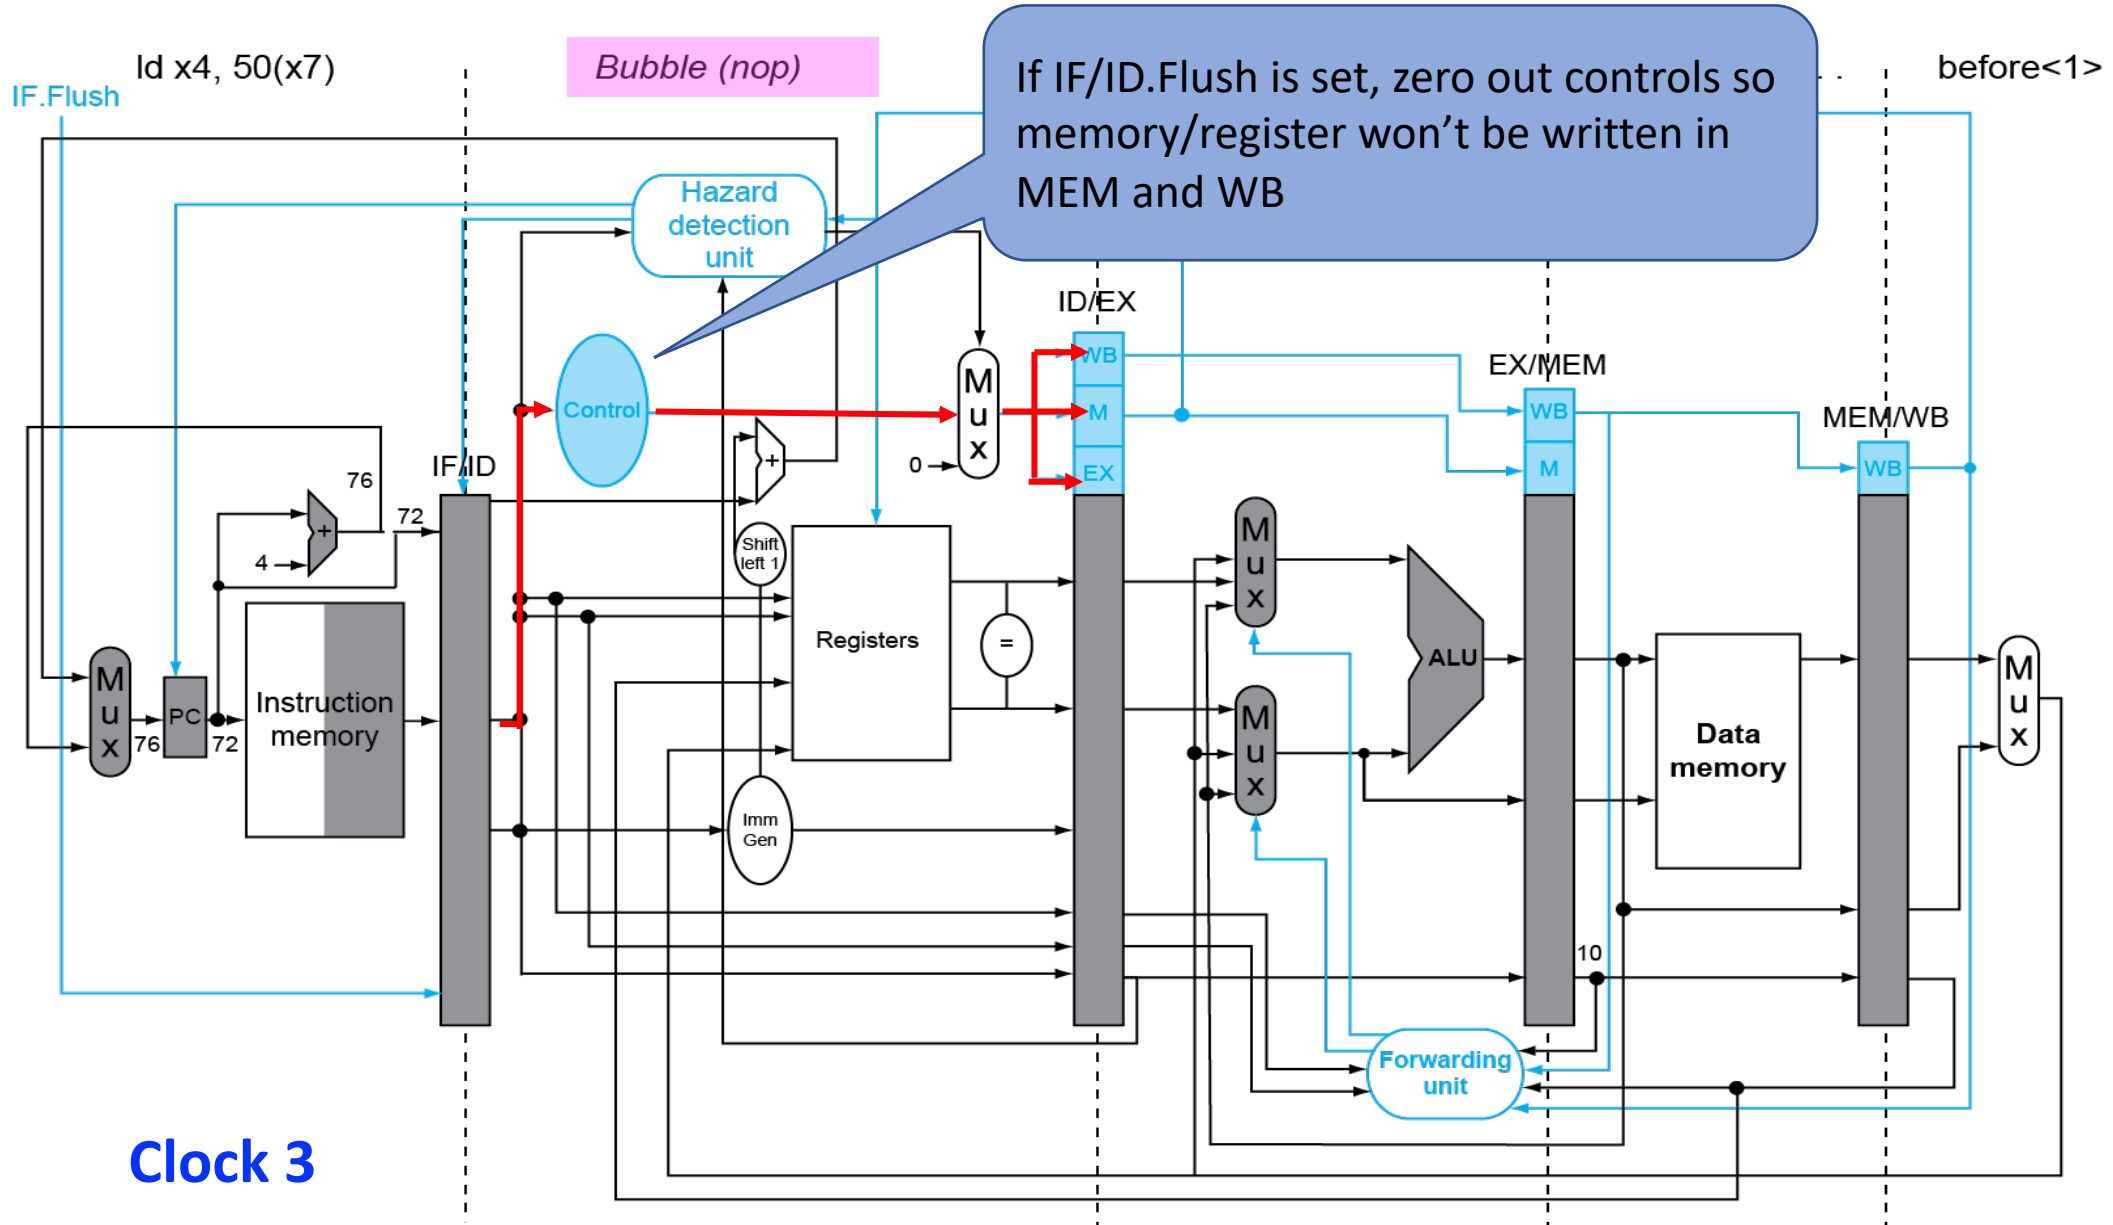 ld x4, 50(x7)
Bubble (nop)
before<1>
IF.Flush
If IF/ID.Flush is set, zero out controls so
memory/register won’t be written in
MEM and WB
Hazard
detection
unit
ID/EX
EX/MEM
MEM/WB
IF/ID
Control
M
u
x
0
WB
M
EX
WB
M
WB
+
76
72
+
4
Shift
left 1
Registers
=
M
u
x
M
u
x
ALU
Instruction
memory
M
u
x
76
PC
72
Data
memory
M
u
x
Imm
Gen
10
Forwarding
unit
Clock 3